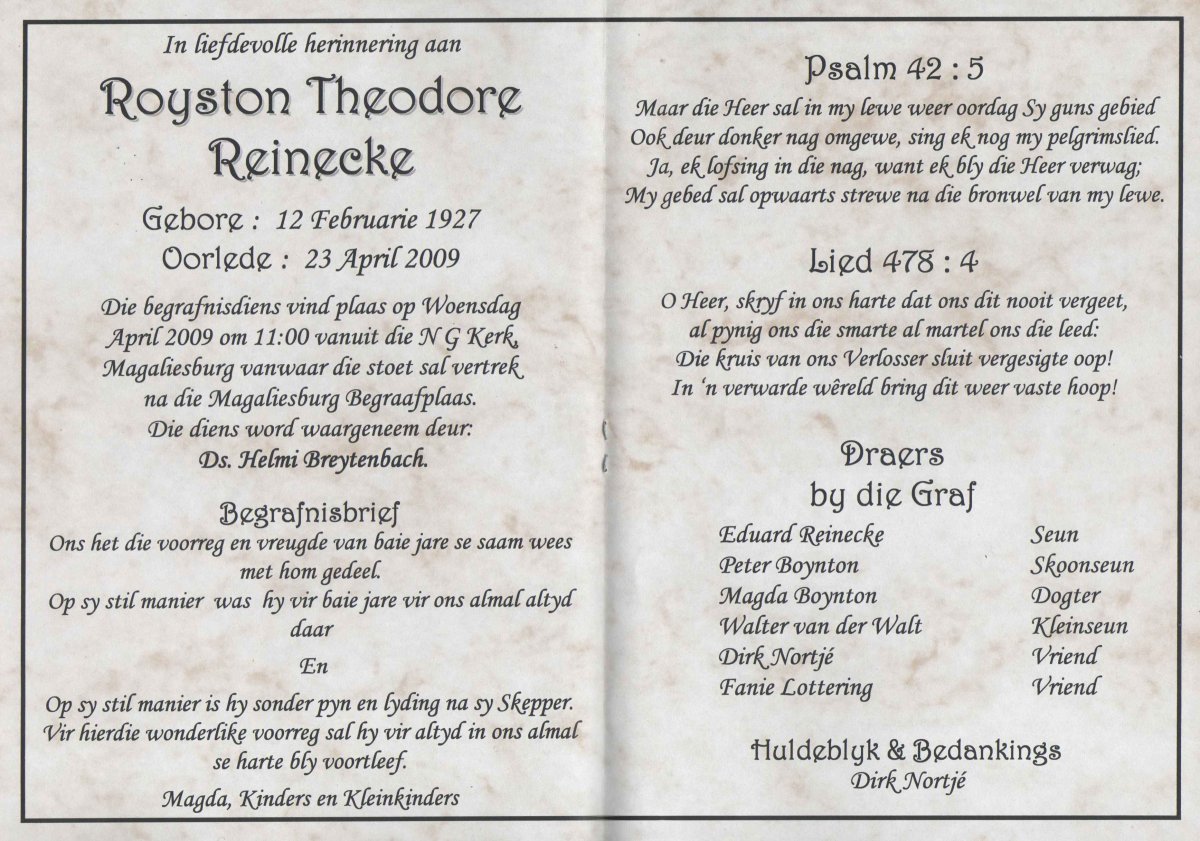 In liefdevolle herinnering aan
Royston Theodore
Reinecke
Gebore : 12 Februarie 1927
Oorlede : 23 April 2009
Die begrafnisdiens vind plaas op Woensdag
April 2009 om 11:00 vanuit die N G Kerk,
Magaliesburg vanwaar die stoet sal vertrek
na die Magaliesburg Begraafplaas.
Die diens word waargeneem deur:
Ds. Helmi Breytenbach.
Begrafnisbrief
Ons het die voorreg en vreugde van baie jare se saam wees
met hom gedeel.
Op sy stil manier was hy vir baie jare vir ons almal altyd
daar
En
Op sy stil manier is hy sonder pyn en lyding na sy Skepper.
Vir hierdie wonderlike voorreg sal hy vir altyd in ons almal
se harte bly voortleef.
Magda, Kinders en Kleinkinders
Psalm 42 : 5
Maar die Heer sal in my lewe weer oordag Sy guns gebied
Ook deur donker nag omgewe, sing ek nog my pelgrimslied.
Ja, ek lofsing in die nag, want ek bly die Heer verwag;
My gebed sal opwaarts strewe na die bronwel van my lewe.
Lied 478 : 4
O Heer, skryf in ons harte dat ons dit nooit vergeet,
al pynig ons die smarte al martel ons die leed:
Die kruis van ons Verlosser sluit vergesigte oop!
In ‘n verwarde wêreld bring dit weer vaste hoop!
Draers
by die Graf
Eduard Reinecke Seun
Peter Boynton Skoonseun
Magda Boynton Dogter
Walter van der Walt Kleinseun
Dirk Nortjé Vriend
Fanie Lottering Vriend
Huldeblyk & Bedankings
Dirk Nortjé